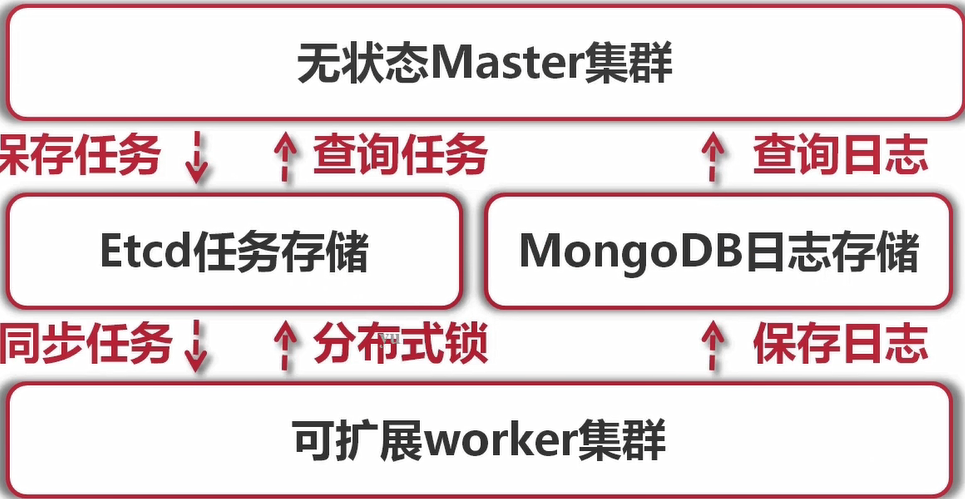 无状态Master集群
保存任务 查询任务 查询日志
Etcd任务存储 MongoDB日志存储
同步任务 分布式锁 保存日志
可扩展worker集群